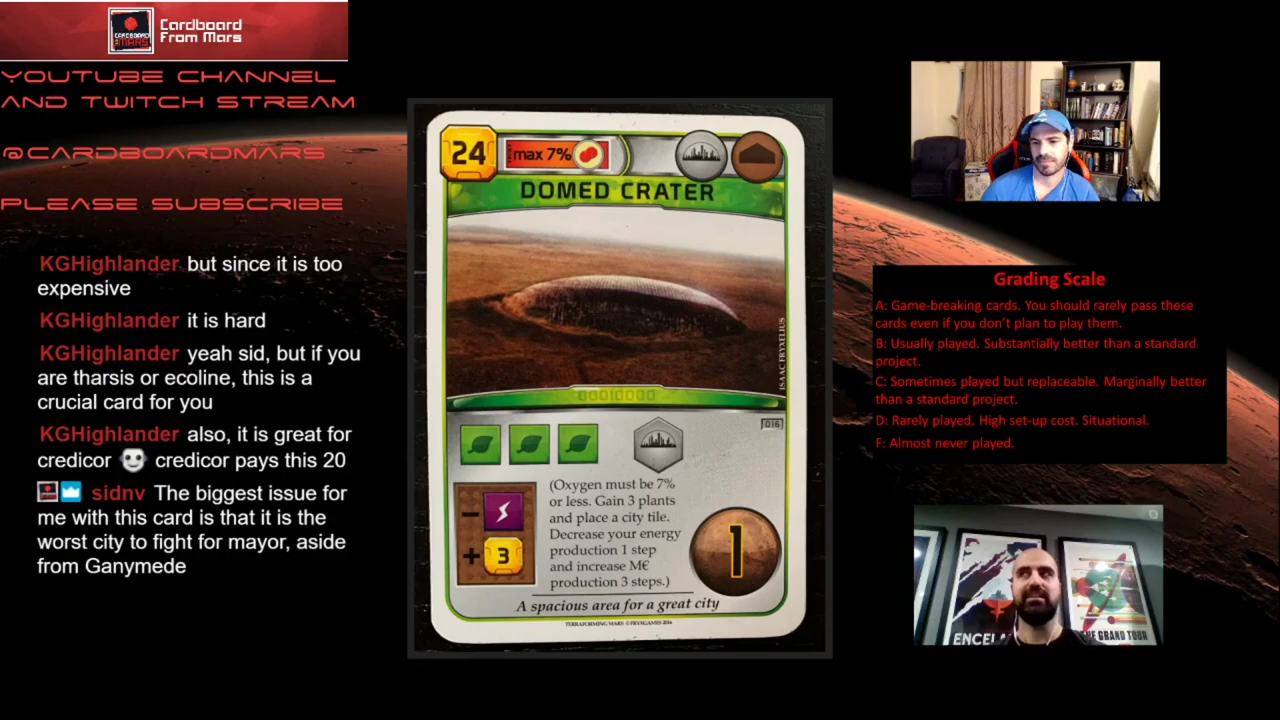 Cardboard
From Mars
YOUTUBE CHANNEL
AND TWITCH STREAM
@CARDBOARDMARS
PLEASE SUBSCRIBE
KGHighlander but since it is too
expensive
KGHighlander it is hard
KGHighlander yeah sid, but if you
are tharsis or ecoline, this is a
crucial card for you
KGHighlander also, it is great for
credicor credicor pays this 20
sidnv The biggest issue for
me with this card is that it is the
worst city to fight for mayor, aside
from Ganymede
24
max 7%
DOMED CRATER
ISAAC FRYXELIUS
016
(Oxygen must be 7%
or less. Gain 3 plants
and place a city tile.
Decrease your energy
production 1 step
and increase M€
production 3 steps.)
3
1
A spacious area for a great city
TERRAFORMING MARS © FRYXGAMES 2016
Grading Scale
A: Game-breaking cards. You should rarely pass these
cards even if you don't plan to play them.
B: Usually played. Substantially better than a standard
project.
C: Sometimes played but replaceable. Marginally better
than a standard project.
D: Rarely played. High set-up cost. Situational.
F: Almost never played.
GRAND TOUR